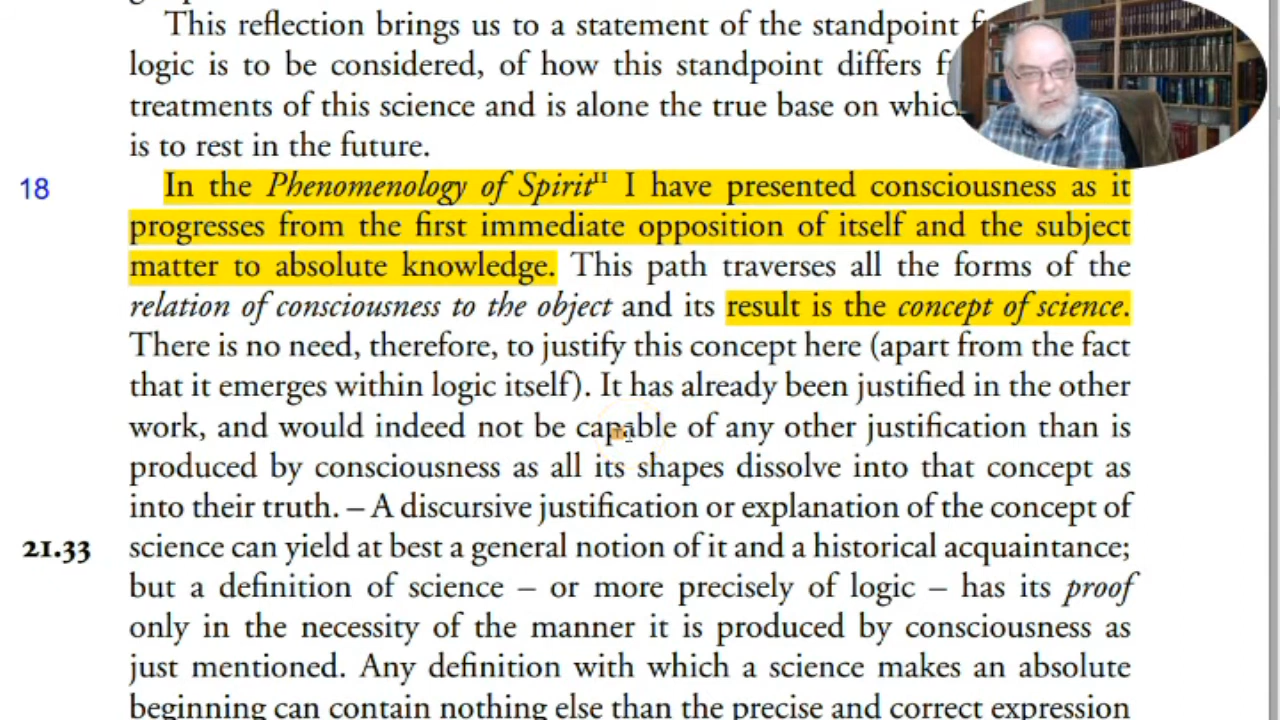 This reflection brings us to a statement of the standpoint
logic is to be considered, of how this standpoint differs
treatments of this science and is alone the true base on which
is to rest in the future.
18
In the Phenomenology of Spirit¹¹ I have presented consciousness as it
progresses from the first immediate opposition of itself and the subject
matter to absolute knowledge. This path traverses all the forms of the
relation of consciousness to the object and its result is the concept of science.
There is no need, therefore, to justify this concept here (apart from the fact
that it emerges within logic itself). It has already been justified in the other
work, and would indeed not be capable of any other justification than is
produced by consciousness as all its shapes dissolve into that concept as
into their truth. – A discursive justification or explanation of the concept of
21.33
science can yield at best a general notion of it and a historical acquaintance;
but a definition of science – or more precisely of logic – has its proof
only in the necessity of the manner it is produced by consciousness as
just mentioned. Any definition with which a science makes an absolute
beginning can contain nothing else than the precise and correct expression